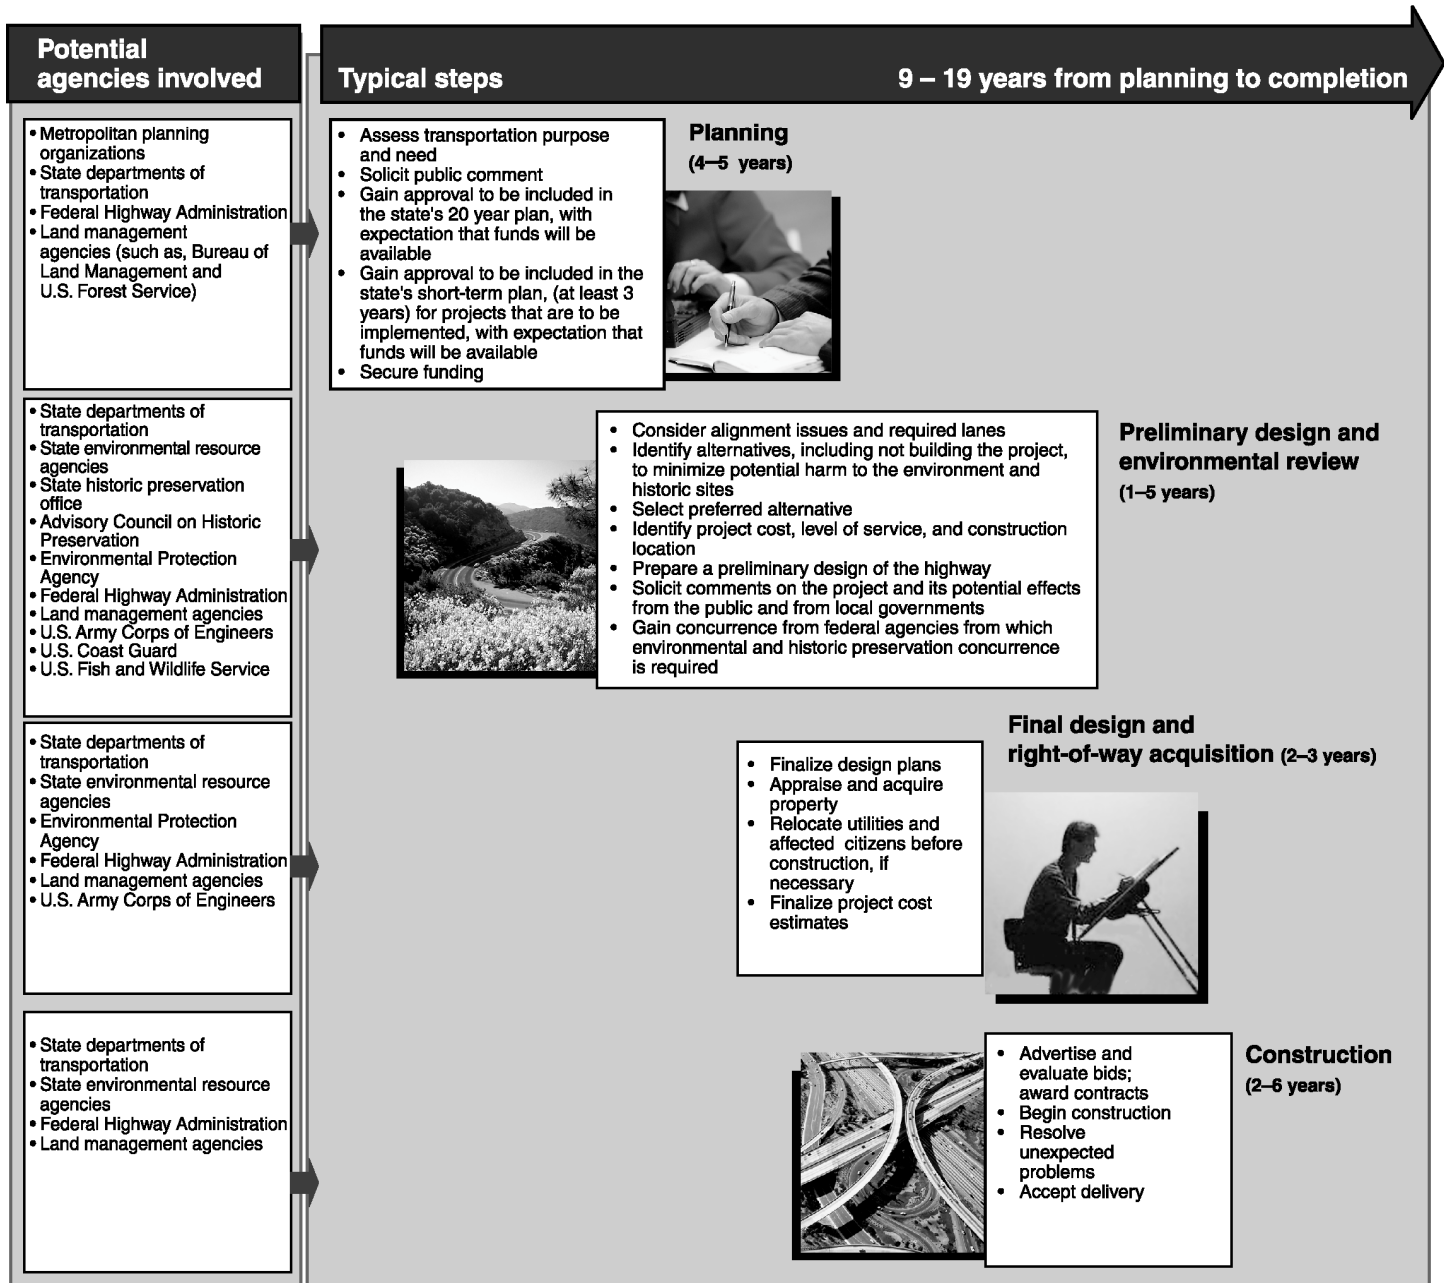 Potential
agencies involved
Typical steps
9 – 19 years from planning to completion
• Metropolitan planning
organizations
• State departments of
transportation
• Federal Highway Administration
• Land management
agencies (such as, Bureau of
Land Management and
U.S. Forest Service)
• Assess transportation purpose
and need
• Solicit public comment
• Gain approval to be included in
the state's 20 year plan, with
expectation that funds will be
available
• Gain approval to be included in the
state's short-term plan, (at least 3
years) for projects that are to be
implemented, with expectation that
funds will be available
• Secure funding
Planning
(4–5 years)
• State departments of
transportation
• State environmental resource
agencies
• State historic preservation
office
• Advisory Council on Historic
Preservation
• Environmental Protection
Agency
• Federal Highway Administration
• Land management agencies
• U.S. Army Corps of Engineers
• U.S. Coast Guard
• U.S. Fish and Wildlife Service
• Consider alignment issues and required lanes
• Identify alternatives, including not building the project,
to minimize potential harm to the environment and
historic sites
• Select preferred alternative
• Identify project cost, level of service, and construction
location
• Prepare a preliminary design of the highway
• Solicit comments on the project and its potential effects
from the public and from local governments
• Gain concurrence from federal agencies from which
environmental and historic preservation concurrence
is required
Preliminary design and
environmental review
(1–5 years)
• State departments of
transportation
• State environmental resource
agencies
• Environmental Protection
Agency
• Federal Highway Administration
• Land management agencies
• U.S. Army Corps of Engineers
Final design and
right-of-way acquisition (2–3 years)
• Finalize design plans
• Appraise and acquire
property
• Relocate utilities and
affected citizens before
construction, if
necessary
• Finalize project cost
estimates
• State departments of
transportation
• State environmental resource
agencies
• Federal Highway Administration
• Land management agencies
• Advertise and
evaluate bids;
award contracts
• Begin construction
• Resolve
unexpected
problems
• Accept delivery
Construction
(2–6 years)